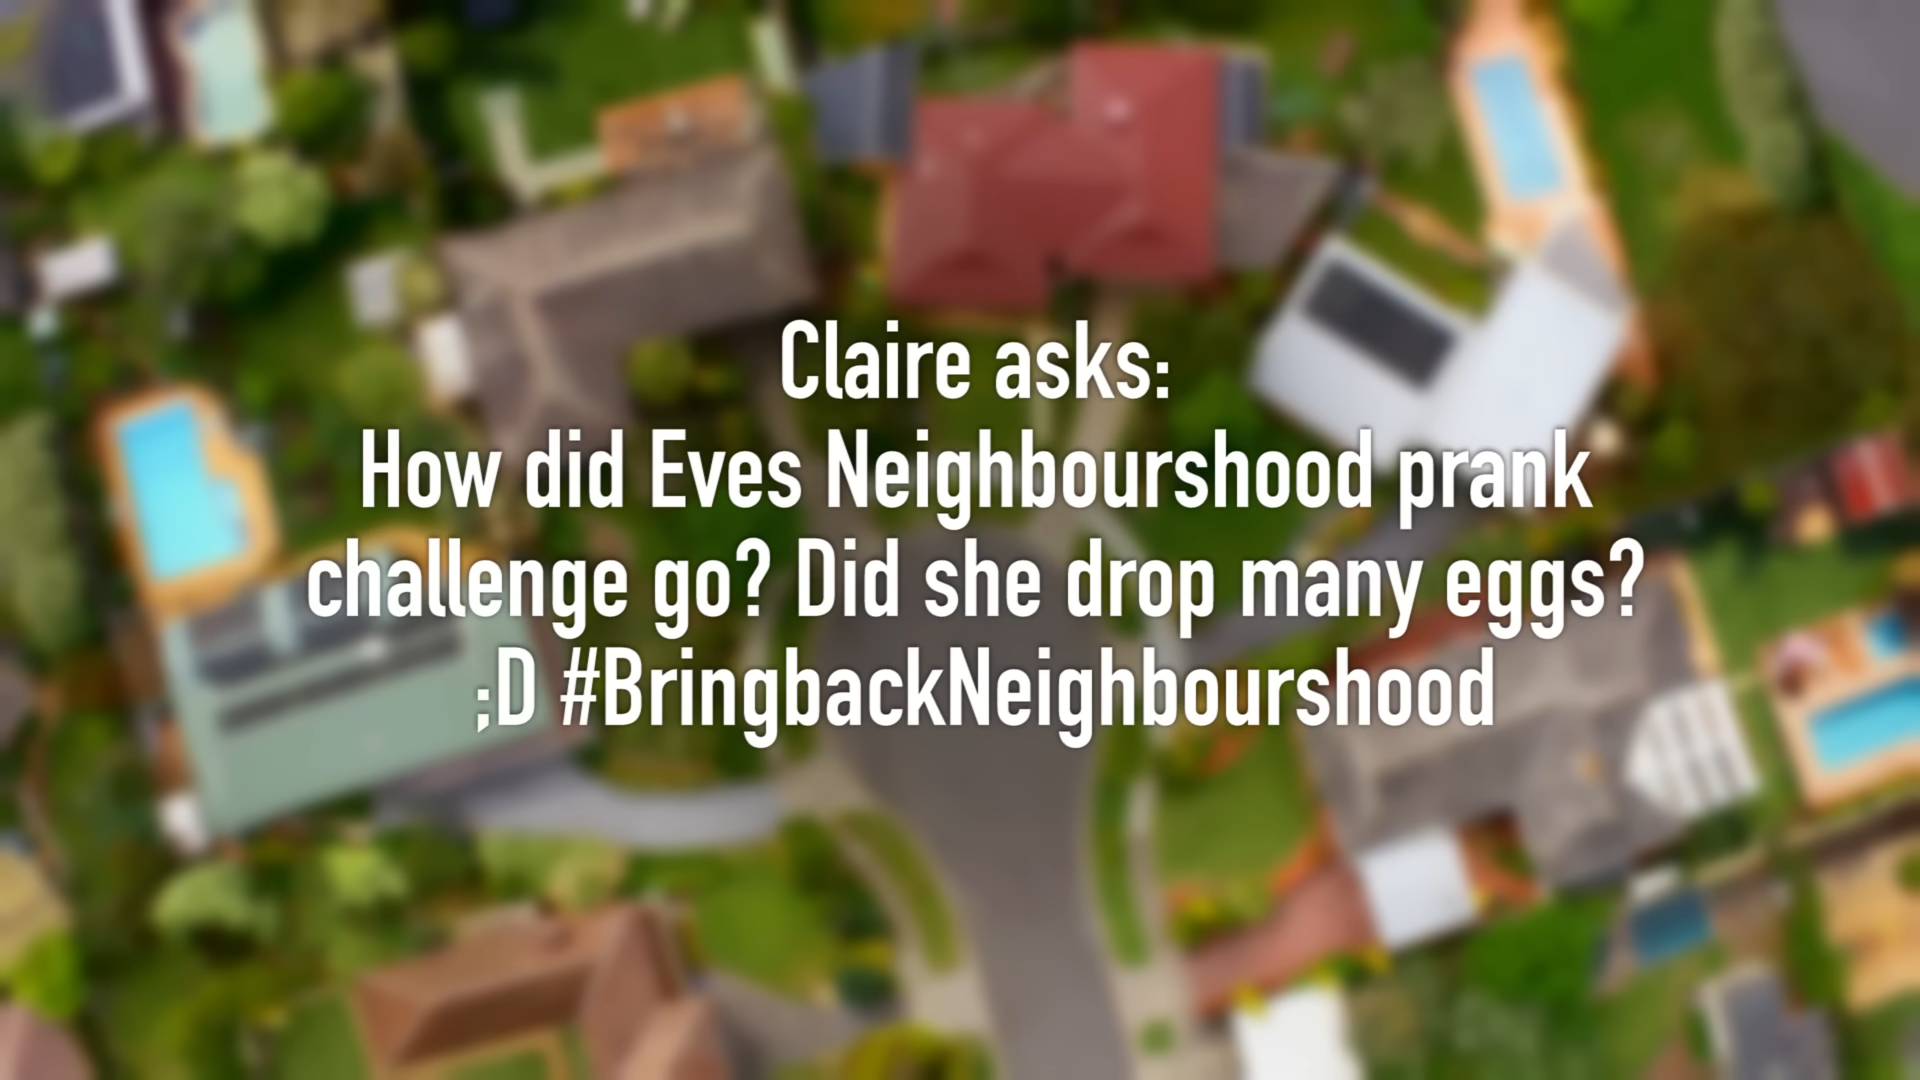 Claire asks:
How did Eves Neighbourshood prank
challenge go? Did she drop many eggs?
;D #BringbackNeighbourshood